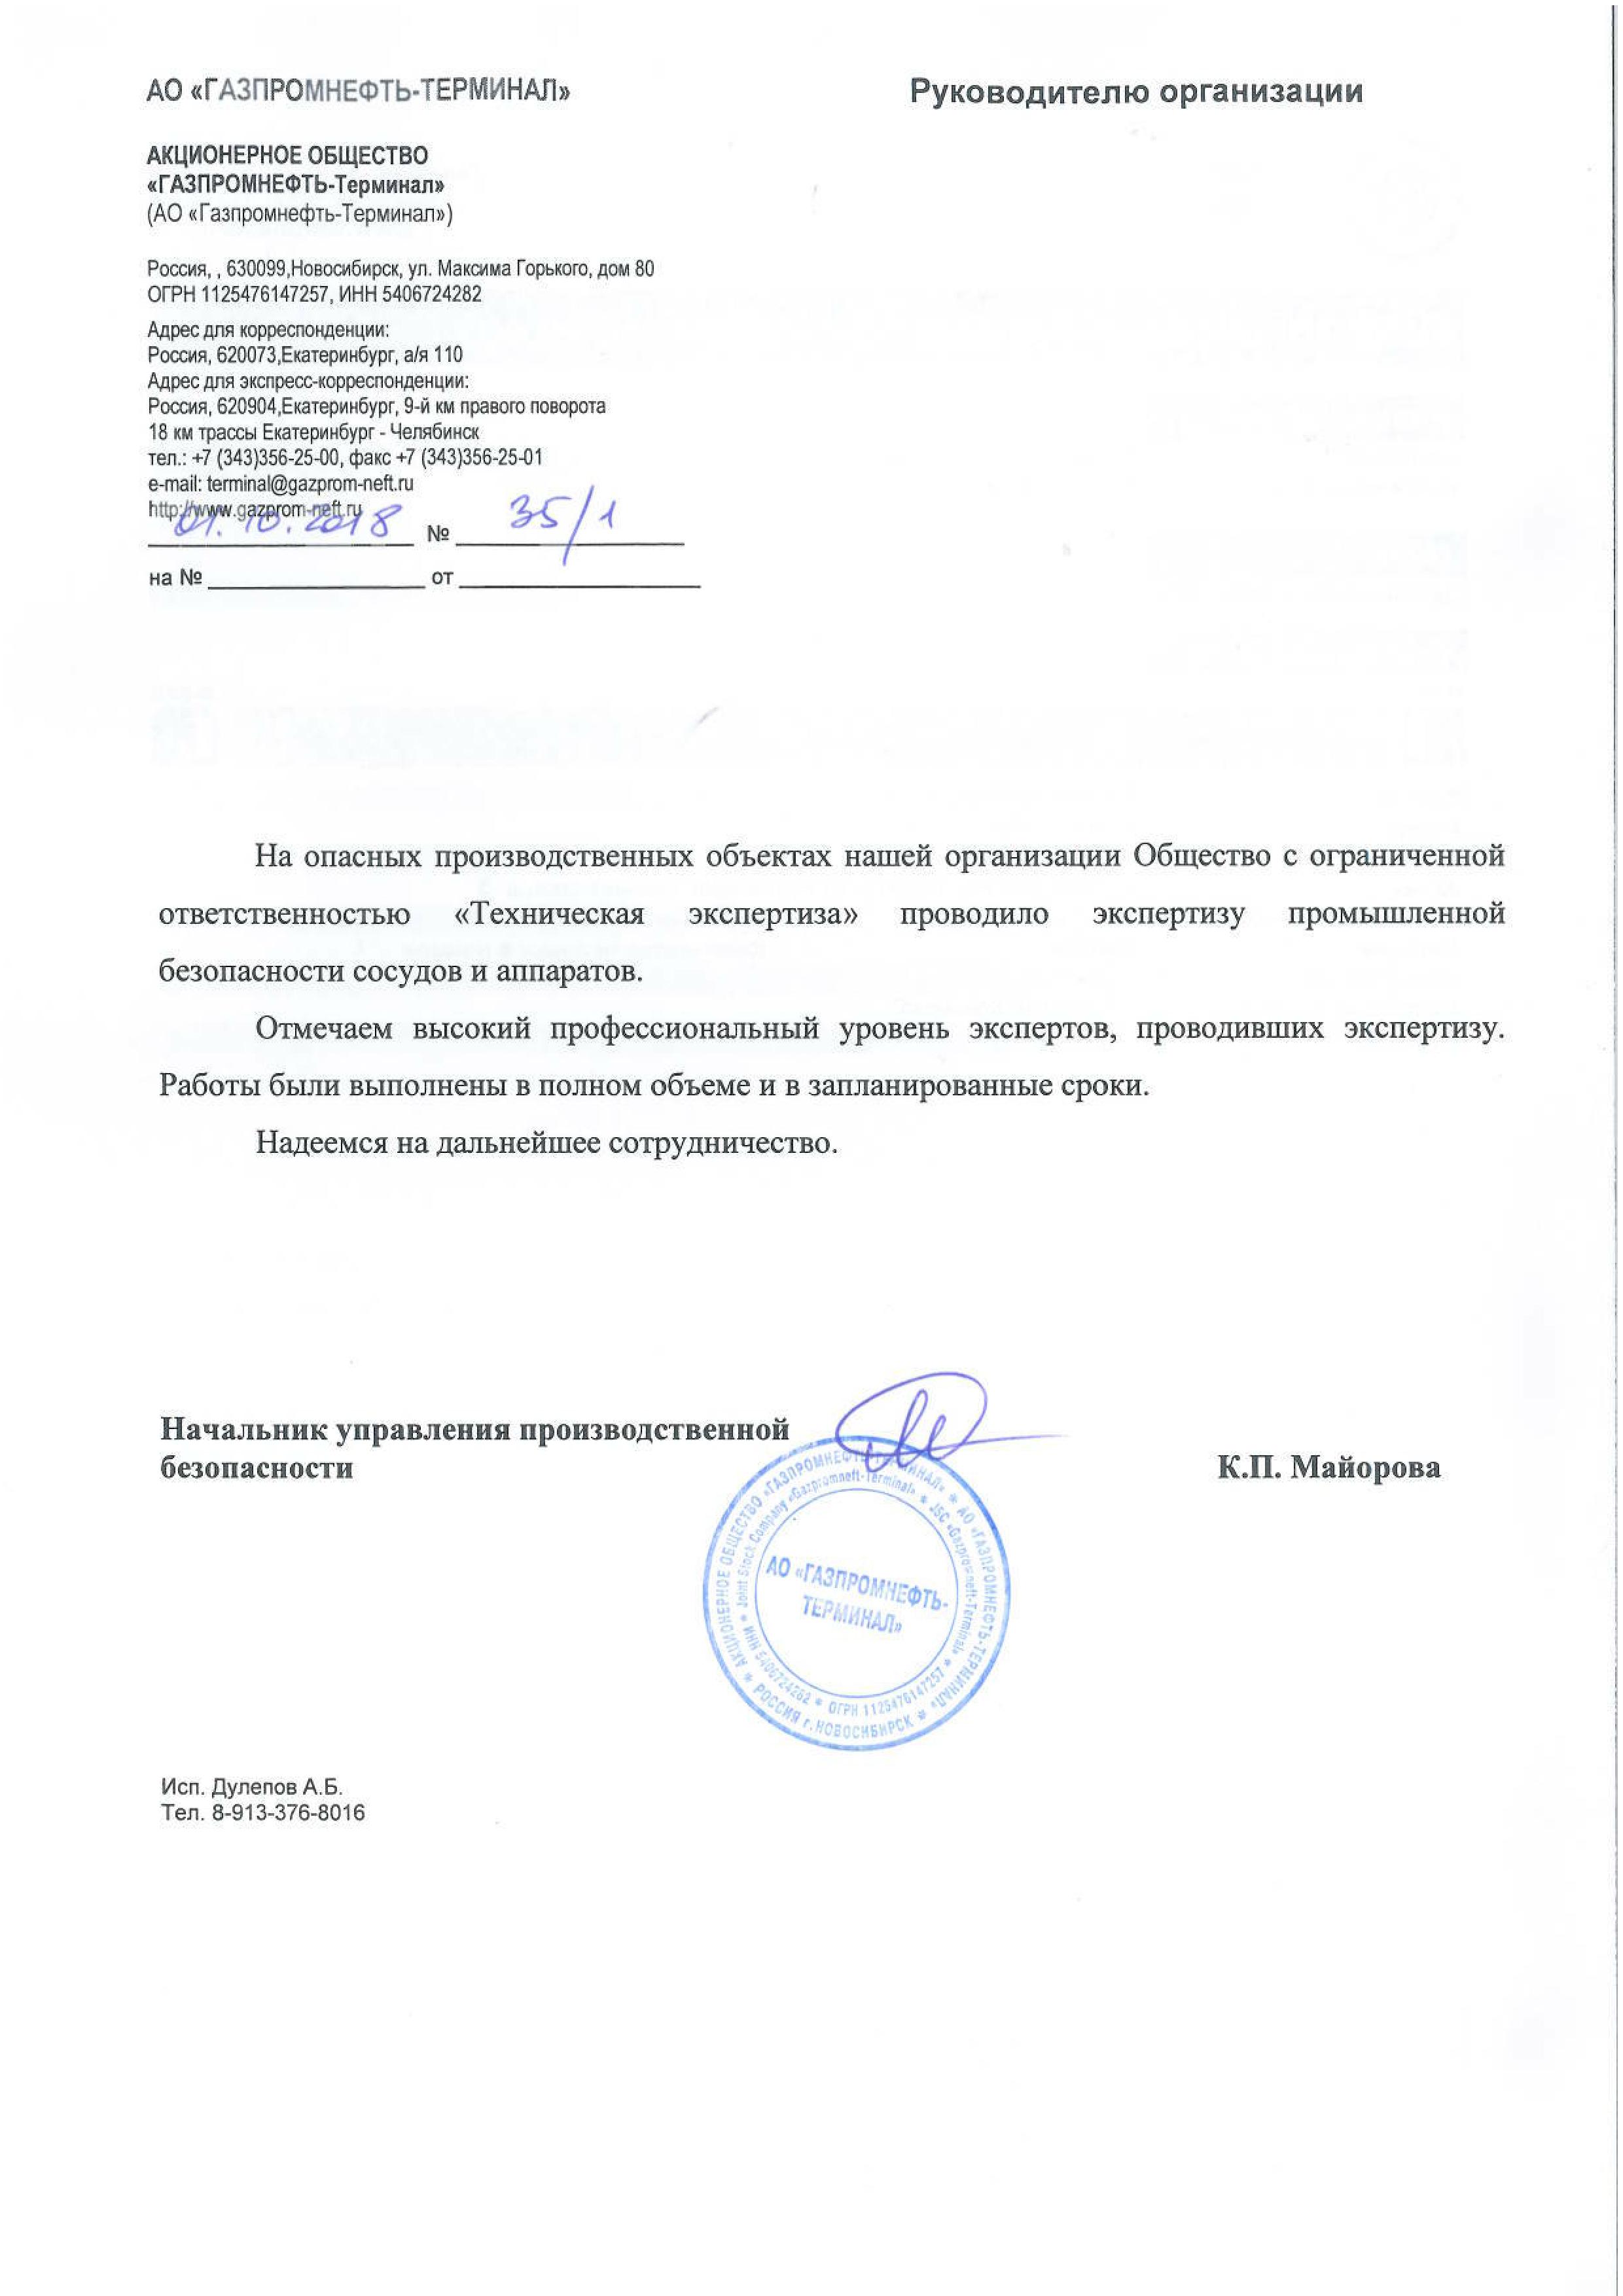 АО «ГАЗПРОМНЕФТЬ-ТЕРМИНАЛ»
Руководителю организации
АКЦИОНЕРНОЕ ОБЩЕСТВО
«ГАЗПРОМНЕФТЬ-Терминал»
(АО «Газпромнефть-Терминал»)
Россия, , 630099,Новосибирск, ул. Максима Горького, дом 80
ОГРН 1125476147257, ИНН 5406724282
Адрес для корреспонденции:
Россия, 620073,Екатеринбург, а/я 110
Адрес для экспресс-корреспонденции:
Россия, 620904,Екатеринбург, 9-й км правого поворота
18 км трассы Екатеринбург - Челябинск
тел.: +7 (343)356-25-00, факс +7 (343)356-25-01
e-mail: terminal@gazprom-neft.ru
http://www.gazprom-neft.ru
01.10.2018 № 35/1
на № от
На опасных производственных объектах нашей организации Общество с ограниченной
ответственностью «Техническая экспертиза» проводило экспертизу промышленной
безопасности сосудов и аппаратов.
Отмечаем высокий профессиональный уровень экспертов, проводивших экспертизу.
Работы были выполнены в полном объеме и в запланированные сроки.
Надеемся на дальнейшее сотрудничество.
Начальник управления производственной
безопасности
К.П. Майорова
АКЦИОНЕРНОЕ ОБЩЕСТВО «ГАЗПРОМНЕФТЬ-ТЕРМИНАЛ» * АО «ГАЗПРОМНЕФТЬ-ТЕРМИНАЛ» * РОССИЯ г.НОВОСИБИРСК *
Joint Stock Company «Gazpromneft-Terminal» * JSC «Gazpromneft-Terminal» * ОГРН 1125476147257 * ИНН 5406724282 *
АО «ГАЗПРОМНЕФТЬ-
ТЕРМИНАЛ»
Исп. Дулепов А.Б.
Тел. 8-913-376-8016